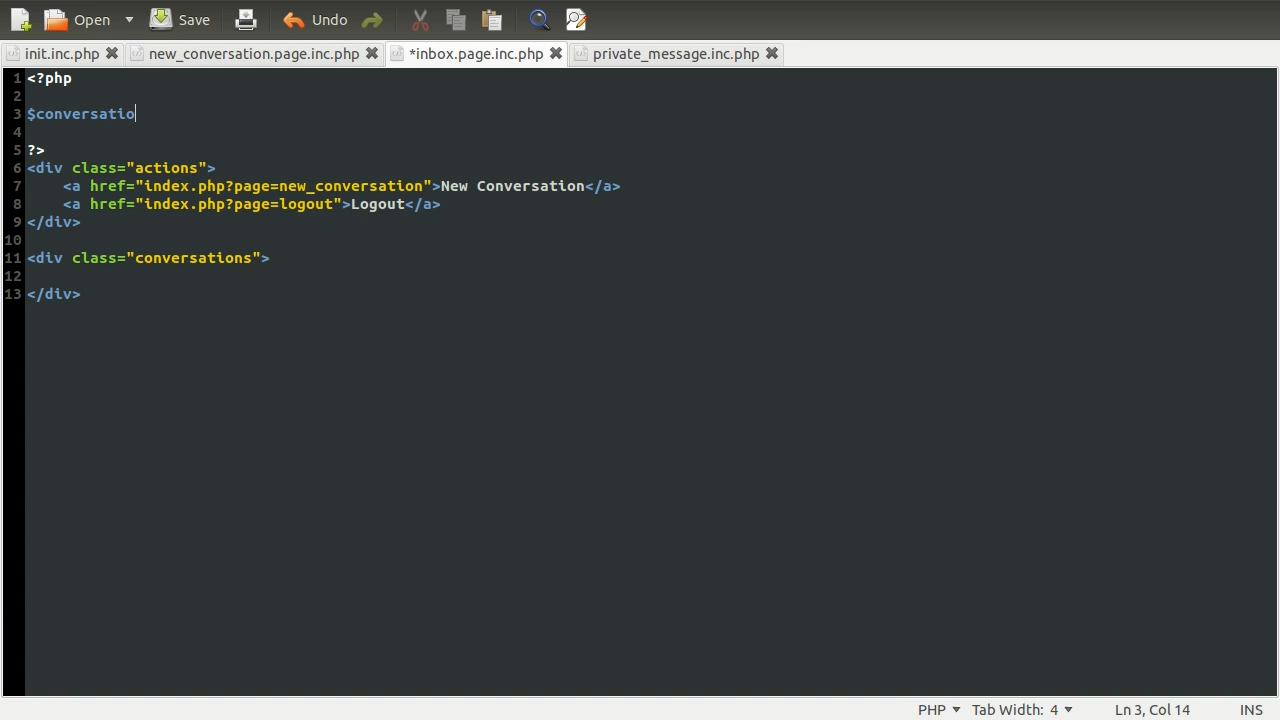 Open Save Undo
init.inc.php new_conversation.page.inc.php *inbox.page.inc.php private_message.inc.php
1 <?php
2
3 $conversatio
4
5 ?>
6 <div class="actions">
7     <a href="index.php?page=new_conversation">New Conversation</a>
8     <a href="index.php?page=logout">Logout</a>
9 </div>
10
11 <div class="conversations">
12
13 </div>
PHP Tab Width: 4 Ln 3, Col 14 INS